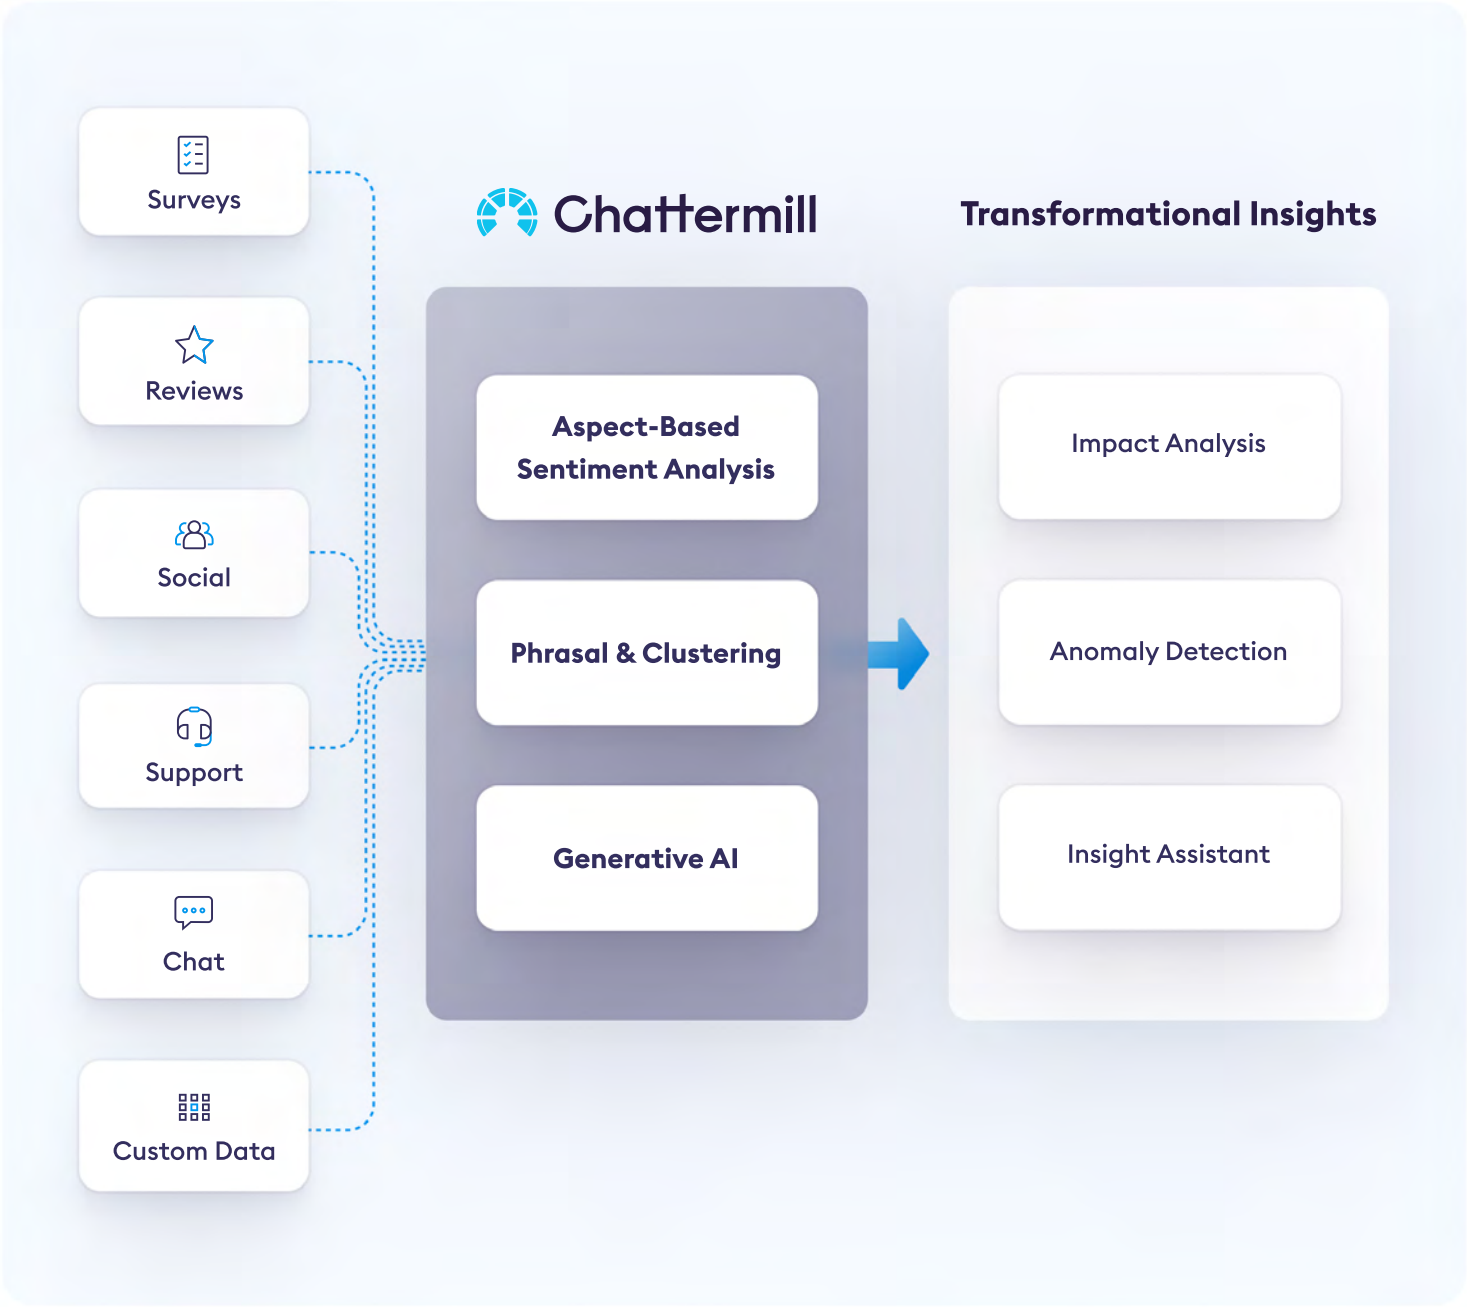 Surveys
Reviews
Social
Support
Chat
Custom Data
Chattermill
Aspect-Based
Sentiment Analysis
Phrasal & Clustering
Generative AI
Transformational Insights
Impact Analysis
Anomaly Detection
Insight Assistant